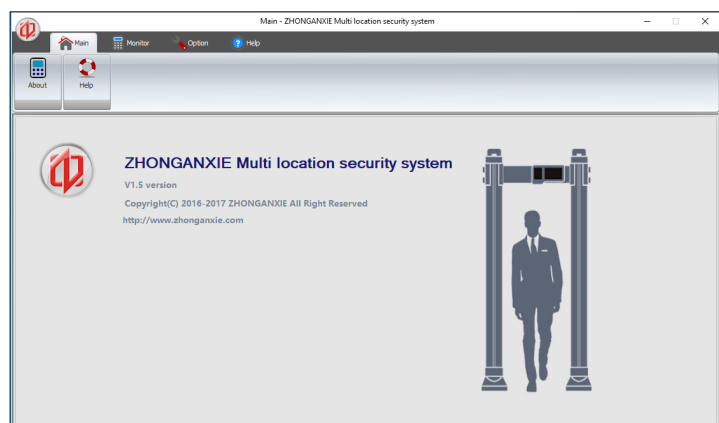 Main - ZHONGANXIE Multi location security system
Main Monitor Option ? Help
About Help
ZHONGANXIE Multi location security system
V1.5 version
Copyright(C) 2016-2017 ZHONGANXIE All Right Reserved
http://www.zhonganxie.com